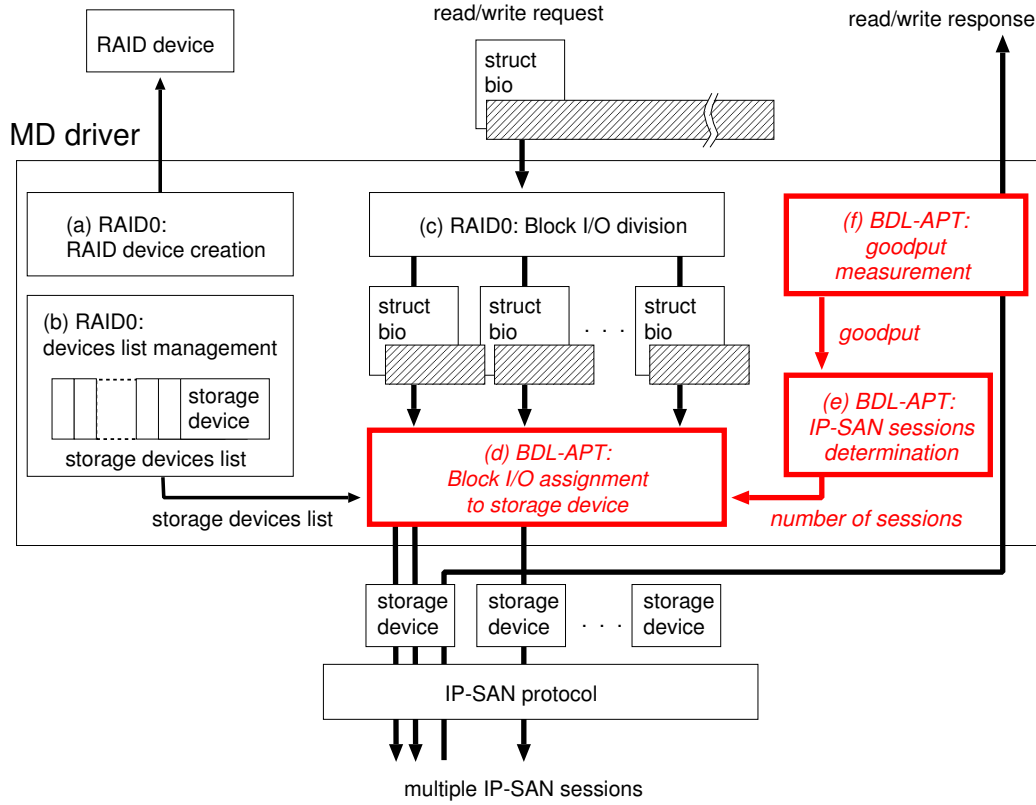 read/write request
read/write response
RAID device
struct
bio
MD driver
(a) RAID0:
RAID device creation
(c) RAID0: Block I/O division
(f) BDL-APT:
goodput
measurement
(b) RAID0:
devices list management
storage
device
storage devices list
struct
bio
struct
bio
. . .
struct
bio
goodput
(e) BDL-APT:
IP-SAN sessions
determination
(d) BDL-APT:
Block I/O assignment
to storage device
storage devices list
number of sessions
storage
device
storage
device
. . .
storage
device
IP-SAN protocol
multiple IP-SAN sessions